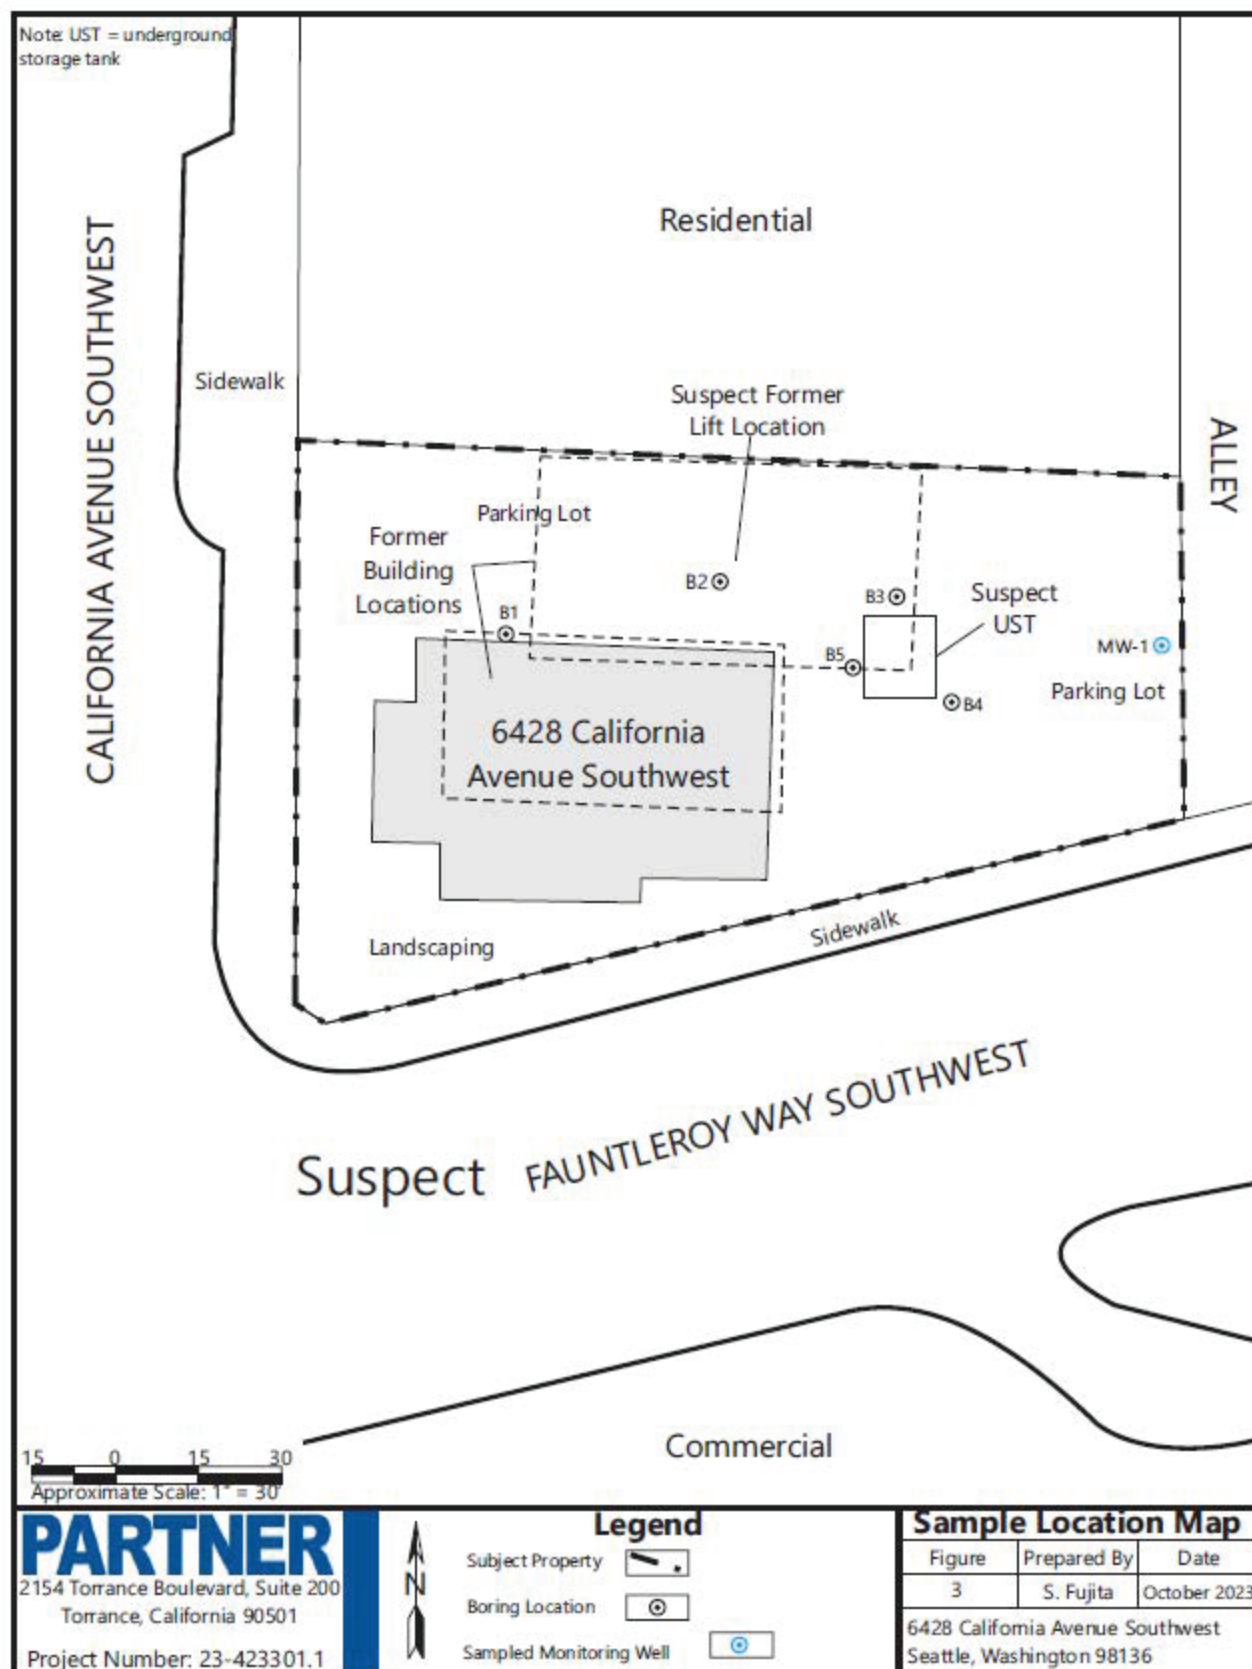 Note: UST = underground
storage tank
Residential
CALIFORNIA AVENUE SOUTHWEST
Sidewalk
Suspect Former
Lift Location
ALLEY
Parking Lot
Former
Building
Locations
B1
B2
B3
Suspect
UST
B5
MW-1
Parking Lot
B4
6428 California
Avenue Southwest
Sidewalk
Landscaping
FAUNTLEROY WAY SOUTHWEST
Suspect
Commercial
15 0 15 30
Approximate Scale: 1" = 30'
PARTNER
2154 Torrance Boulevard, Suite 200
Torrance, California 90501
Project Number: 23-423301.1
N
Legend
Subject Property
Boring Location
Sampled Monitoring Well
Sample Location Map
Figure Prepared By Date
3 S. Fujita October 2023
6428 California Avenue Southwest
Seattle, Washington 98136